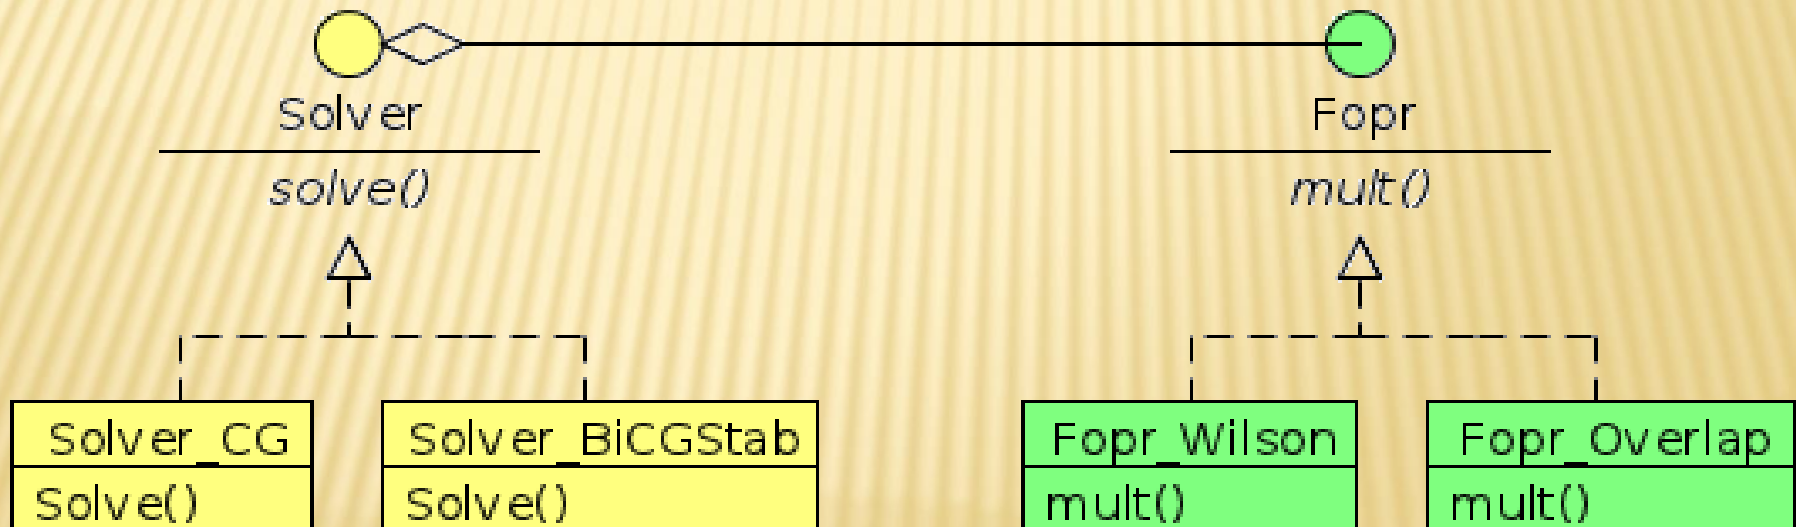 Solver
solve()
Fopr
mult()
Solver_CG
Solve()
Solver_BiCGStab
Solve()
Fopr_Wilson
mult()
Fopr_Overlap
mult()